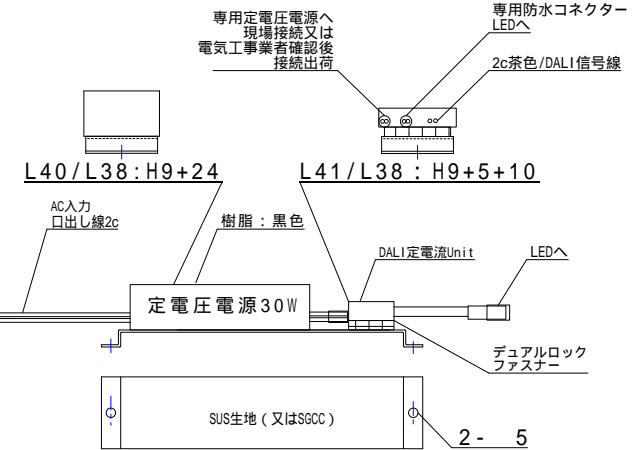 専用定電圧電源へ
現場接続又は
電気工事業者確認後
接続出荷
専用防水コネクター
LEDへ
2c茶色/DALI信号線
L40/L38:H9+24
L41/L38：H9+5+10
AC入力
口出し線2c
樹脂：黒色
DALI定電流Unit
LEDへ
定電圧電源30W
デュアルロック
ファスナー
SUS生地（又はSGCC）
2- 5